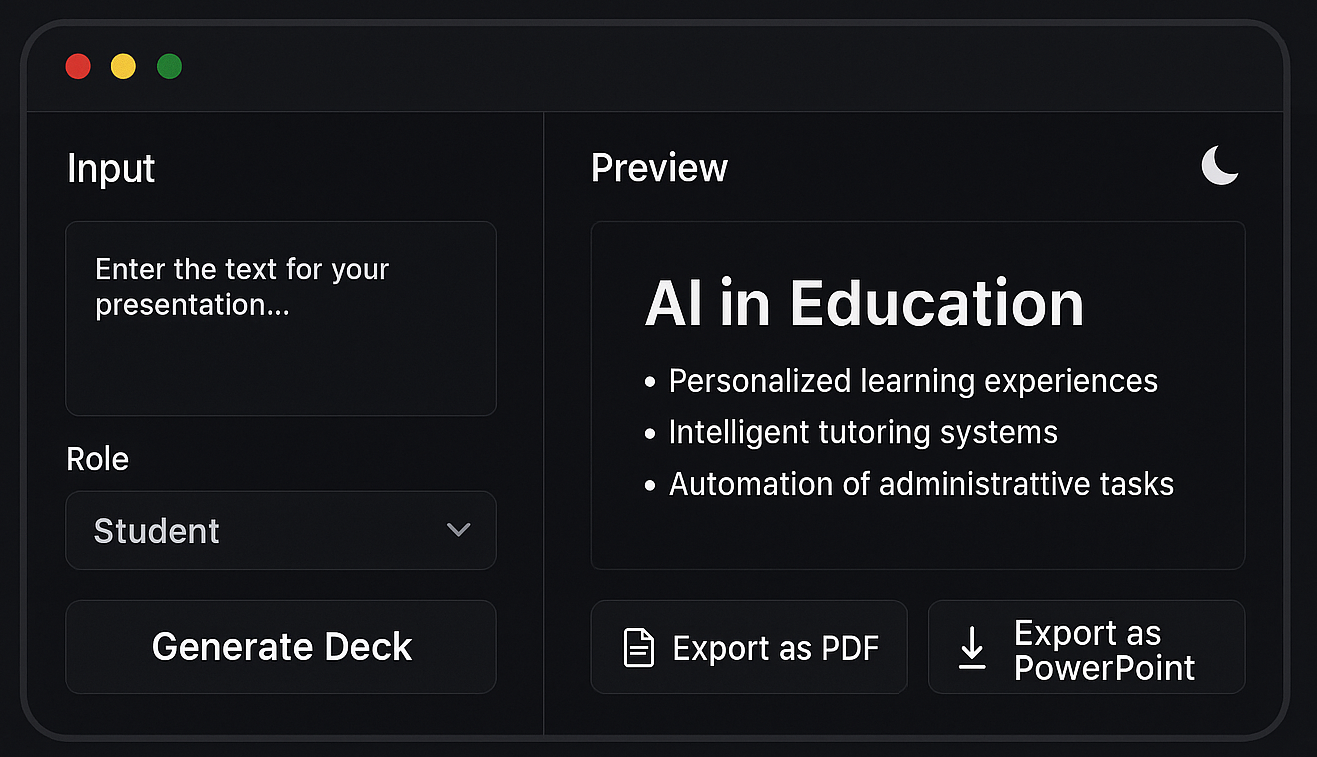 Input
Enter the text for your
presentation...
Role
Student
Generate Deck
Preview
AI in Education
• Personalized learning experiences
• Intelligent tutoring systems
• Automation of administrattive tasks
Export as PDF
Export as
PowerPoint